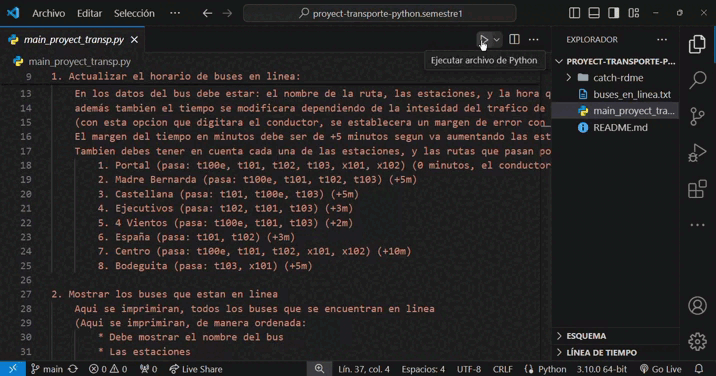 Archivo Editar Selección ··· proyect-transporte-python.semestre1
main_proyect_transp.py
main_proyect_transp.py
Ejecutar archivo de Python
9 1. Actualizar el horario de buses en linea:
13 En los datos del bus debe estar: el nombre de la ruta, las estaciones, y la hora q
14 además tambien el tiempo se modificara dependiendo de la intesidad del trafico de
15 (con esta opcion que digitara el conductor, se establecera un margen de error con
16 El margen del tiempo en minutos debe ser de +5 minutos segun va aumentando las est
17 Tambien debes tener en cuenta cada una de las estaciones, y las rutas que pasan po
18 1. Portal (pasa: t100e, t101, t102, t103, x101, x102) (0 minutos, el conductor
19 2. Madre Bernarda (pasa: t100e, t101, t102, t103) (+5m)
20 3. Castellana (pasa: t101, t100e, t103) (+5m)
21 4. Ejecutivos (pasa: t102, t101, t103) (+3m)
22 5. 4 Vientos (pasa: t100e, t101, t103) (+2m)
23 6. España (pasa: t101, t102) (+3m)
24 7. Centro (pasa: t100e, t101, t102, x101, x102) (+10m)
25 8. Bodeguita (pasa: t103, x101) (+5m)
26
27 2. Mostrar los buses que estan en linea
28 Aqui se imprimiran, todos los buses que se encuentran en linea
29 (Aqui se imprimiran, de manera ordenada:
30 * Debe mostrar el nombre del bus
31 * Las estaciones
EXPLORADOR ···
PROYECT-TRANSPORTE-P...
catch-rdme
buses_en_linea.txt
main_proyect_tra...
README.md
ESQUEMA
LÍNEA DE TIEMPO
main 0 0 0 Live Share Lín. 37, col. 4 Espacios: 4 UTF-8 CRLF Python 3.10.0 64-bit Go Live